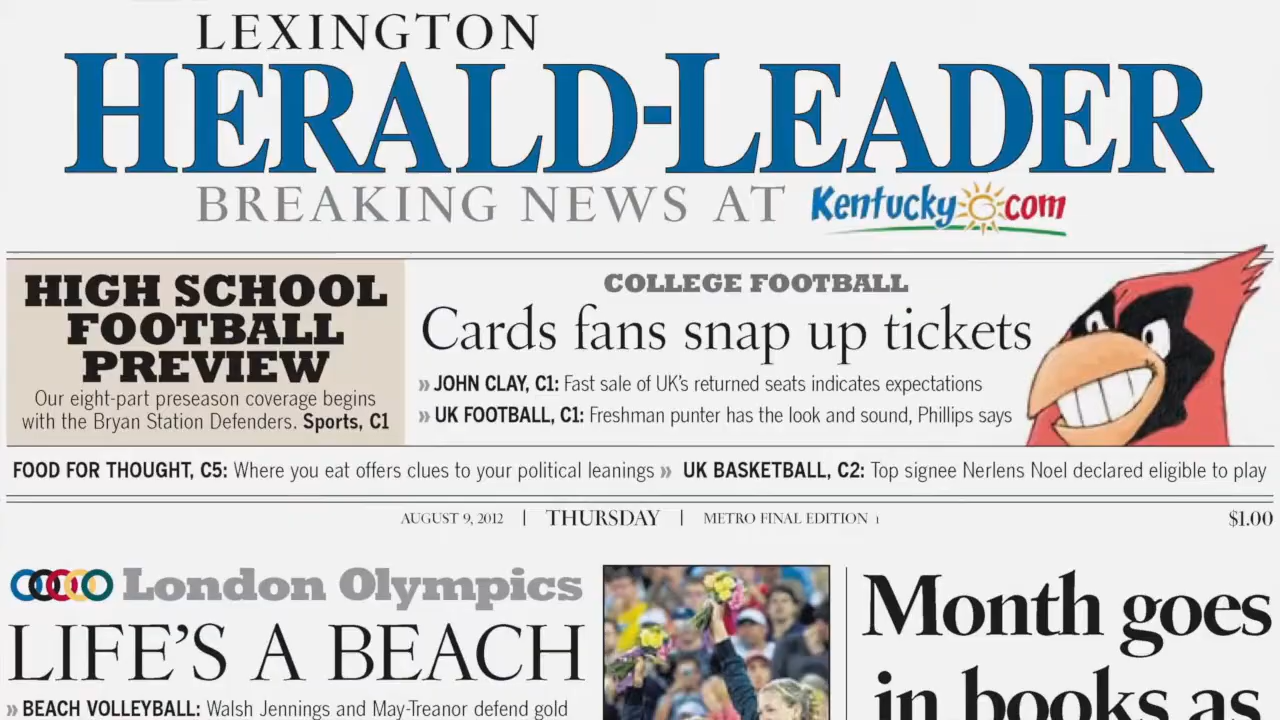 LEXINGTON
HERALD-LEADER
BREAKING NEWS AT Kentucky.com
HIGH SCHOOL
FOOTBALL
PREVIEW
Our eight-part preseason coverage begins
with the Bryan Station Defenders. Sports, C1
COLLEGE FOOTBALL
Cards fans snap up tickets
» JOHN CLAY, C1: Fast sale of UK's returned seats indicates expectations
» UK FOOTBALL, C1: Freshman punter has the look and sound, Phillips says
FOOD FOR THOUGHT, C5: Where you eat offers clues to your political leanings » UK BASKETBALL, C2: Top signee Nerlens Noel declared eligible to play
AUGUST 9, 2012 | THURSDAY | METRO FINAL EDITION 1
$1.00
London Olympics
LIFE'S A BEACH
» BEACH VOLLEYBALL: Walsh Jennings and May-Treanor defend gold
Month goes
in books as